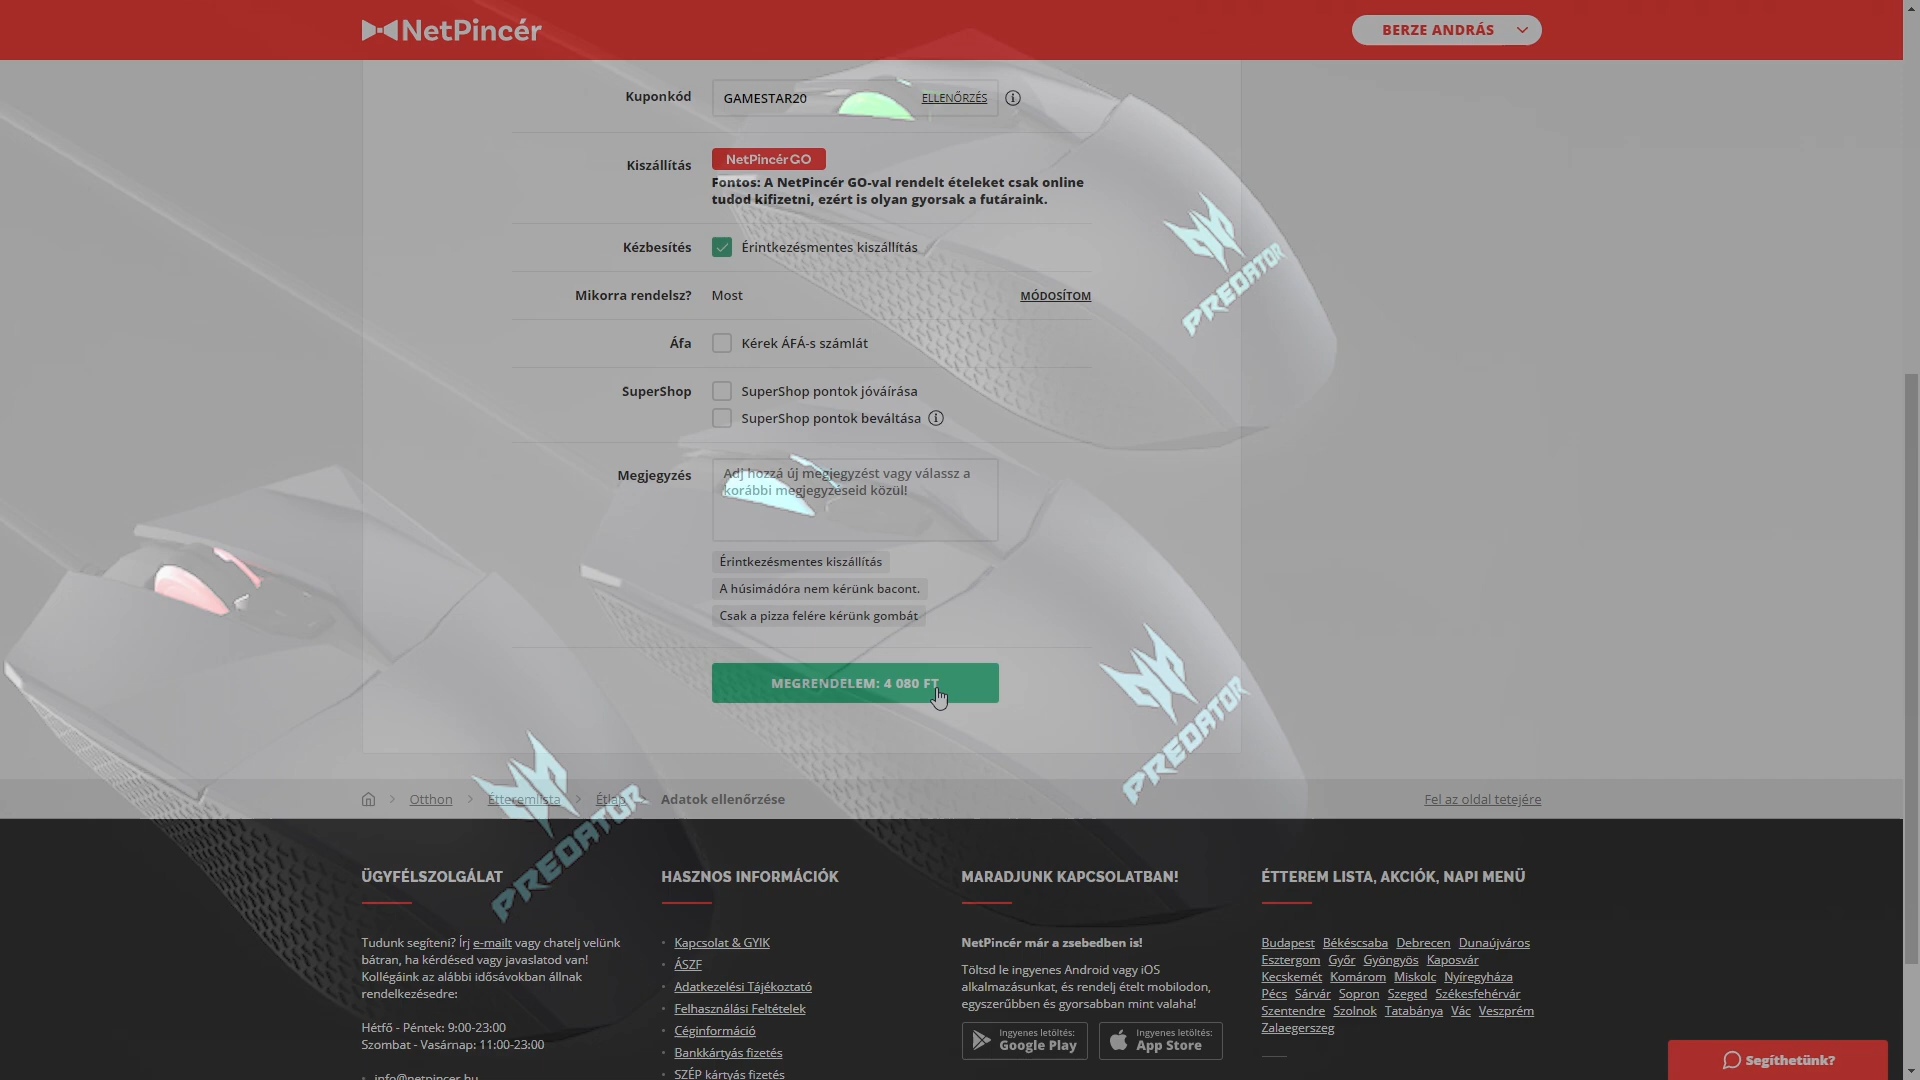 NetPincér
BERZE ANDRÁS
Kuponkód
GAMESTAR20
ELLENŐRZÉS
Kiszállítás
NetPincér GO
Fontos: A NetPincér GO-val rendelt ételeket csak online
tudod kifizetni, ezért is olyan gyorsak a futáraink.
Kézbesítés
Érintkezésmentes kiszállítás
Mikorra rendelsz?
Most
MÓDOSÍTOM
Áfa
Kérek ÁFÁ-s számlát
SuperShop
SuperShop pontok jóváírása
SuperShop pontok beváltása
Megjegyzés
Adj hozzá új megjegyzést vagy válassz a
korábbi megjegyzéseid közül!
Érintkezésmentes kiszállítás
A húsimádóra nem kérünk bacont.
Csak a pizza felére kérünk gombát
MEGRENDELEM: 4 080 FT
PREDATOR
PREDATOR
PREDATOR
Otthon
Étteremlista
Étlap
Adatok ellenőrzése
Fel az oldal tetejére
ÜGYFÉLSZOLGÁLAT
Tudunk segíteni? Írj e-mailt vagy chatelj velünk
bátran, ha kérdésed vagy javaslatod van!
Kollégáink az alábbi idősávokban állnak
rendelkezésedre:
Hétfő - Péntek: 9:00-23:00
Szombat - Vasárnap: 11:00-23:00
info@netpincer.hu
HASZNOS INFORMÁCIÓK
Kapcsolat & GYIK
ÁSZF
Adatkezelési Tájékoztató
Felhasználási Feltételek
Céginformáció
Bankkártyás fizetés
SZÉP kártyás fizetés
MARADJUNK KAPCSOLATBAN!
NetPincér már a zsebedben is!
Töltsd le ingyenes Android vagy iOS
alkalmazásunkat, és rendelj ételt mobilodon,
egyszerűbben és gyorsabban mint valaha!
Ingyenes letöltés:
Google Play
Ingyenes letöltés:
App Store
ÉTTEREM LISTA, AKCIÓK, NAPI MENÜ
Budapest Békéscsaba Debrecen Dunaújváros
Esztergom Győr Gyöngyös Kaposvár
Kecskemét Komárom Miskolc Nyíregyháza
Pécs Sárvár Sopron Szeged Székesfehérvár
Szentendre Szolnok Tatabánya Vác Veszprém
Zalaegerszeg
Segíthetünk?